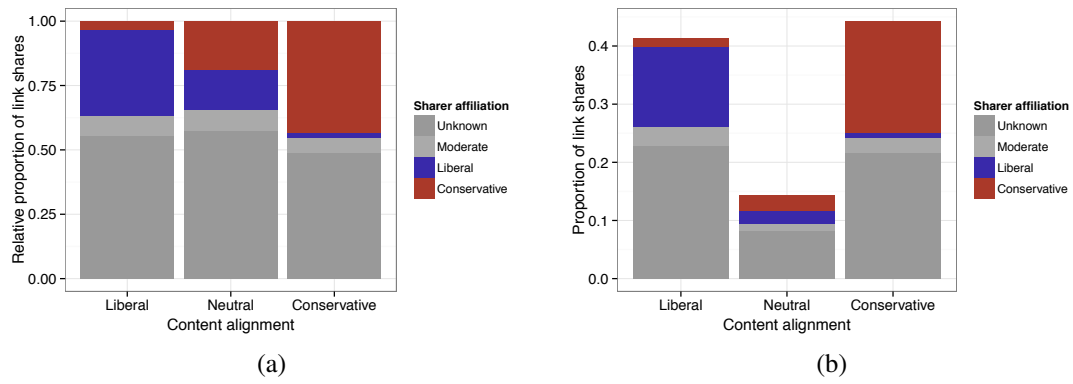 Relative proportion of link shares
1.00
0.75
0.50
0.25
0.00
Liberal
Neutral
Conservative
Content alignment
Sharer affiliation
Unknown
Moderate
Liberal
Conservative
(a)
Proportion of link shares
0.4
0.3
0.2
0.1
0.0
Liberal
Neutral
Conservative
Content alignment
Sharer affiliation
Unknown
Moderate
Liberal
Conservative
(b)